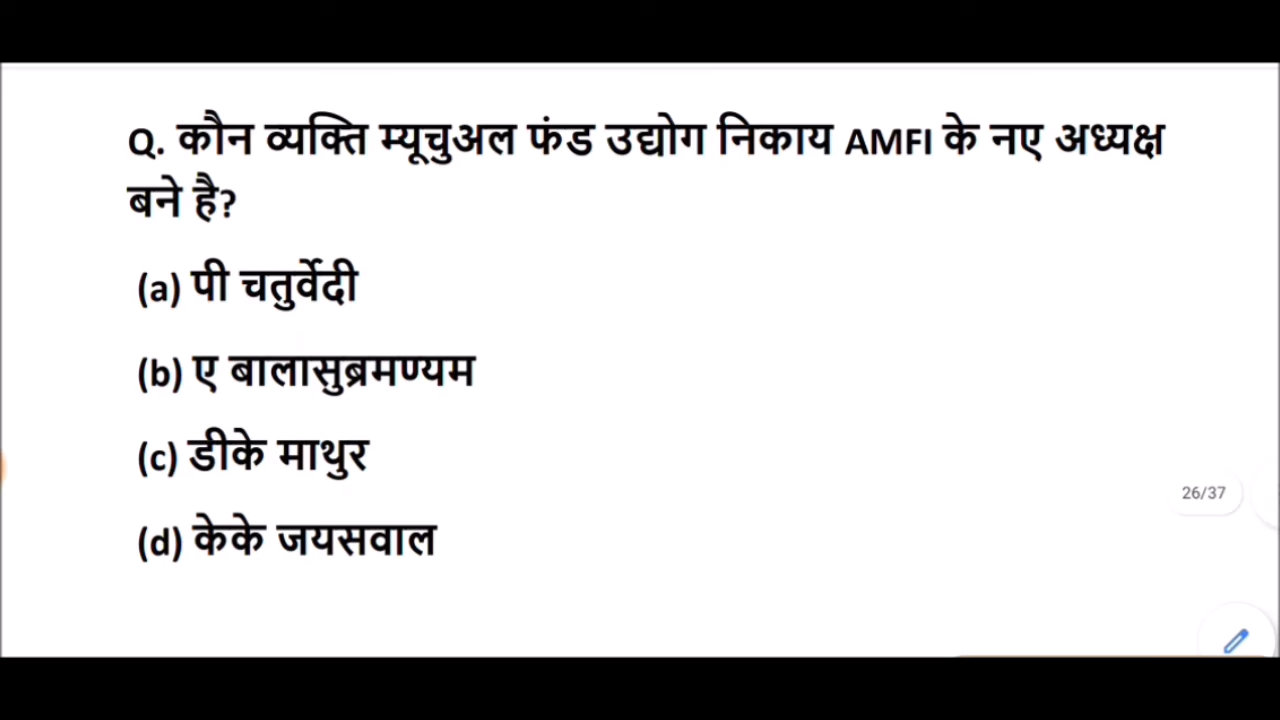 Q. कौन व्यक्ति म्यूचुअल फंड उद्योग निकाय AMFI के नए अध्यक्ष
बने है?
(a) पी चतुर्वेदी
(b) ए बालासुब्रमण्यम
(c) डीके माथुर
26/37
(d) केके जयसवाल